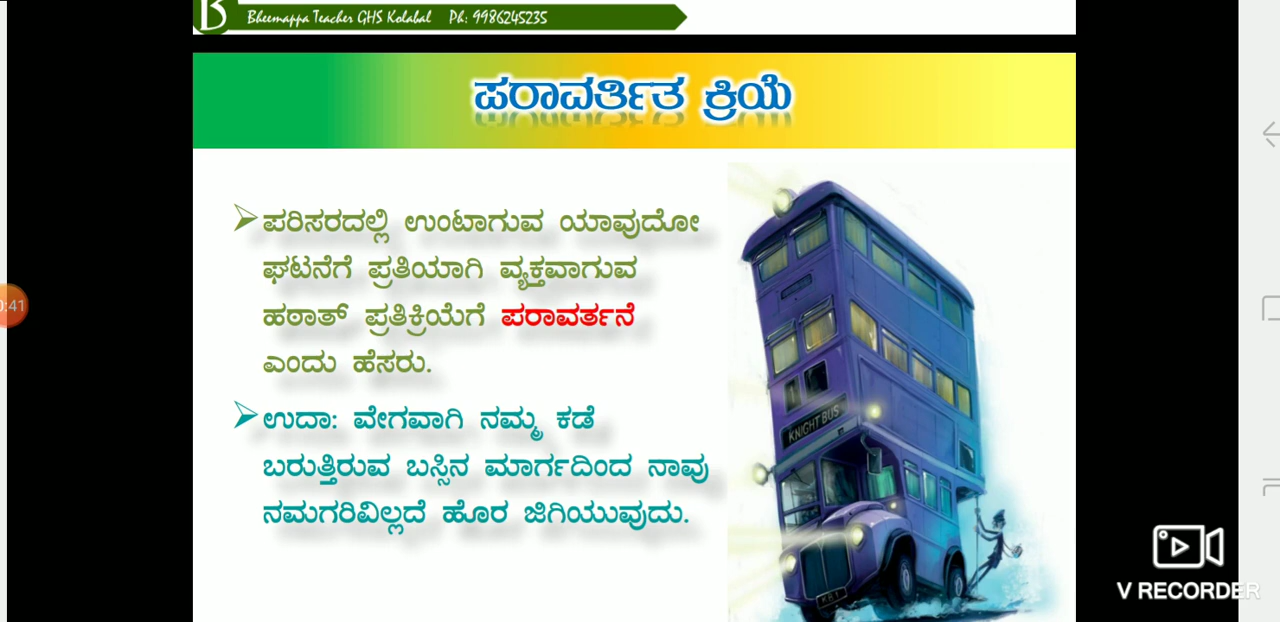 B
Bheemappa Teacher GHS Kolabal Ph: 9986245235
ಪರಾವರ್ತಿತ ಕ್ರಿಯೆ
➢ಪರಿಸರದಲ್ಲಿ ಉಂಟಾಗುವ ಯಾವುದೋ
ಘಟನೆಗೆ ಪ್ರತಿಯಾಗಿ ವ್ಯಕ್ತವಾಗುವ
ಹಠಾತ್ ಪ್ರತಿಕ್ರಿಯೆಗೆ ಪರಾವರ್ತನೆ
ಎಂದು ಹೆಸರು.
➢ಉದಾ: ವೇಗವಾಗಿ ನಮ್ಮ ಕಡೆ
ಬರುತ್ತಿರುವ ಬಸ್ಸಿನ ಮಾರ್ಗದಿಂದ ನಾವು
ನಮಗರಿವಿಲ್ಲದೆ ಹೊರ ಜಿಗಿಯುವುದು.
KNIGHT BUS
:41
V RECORDER